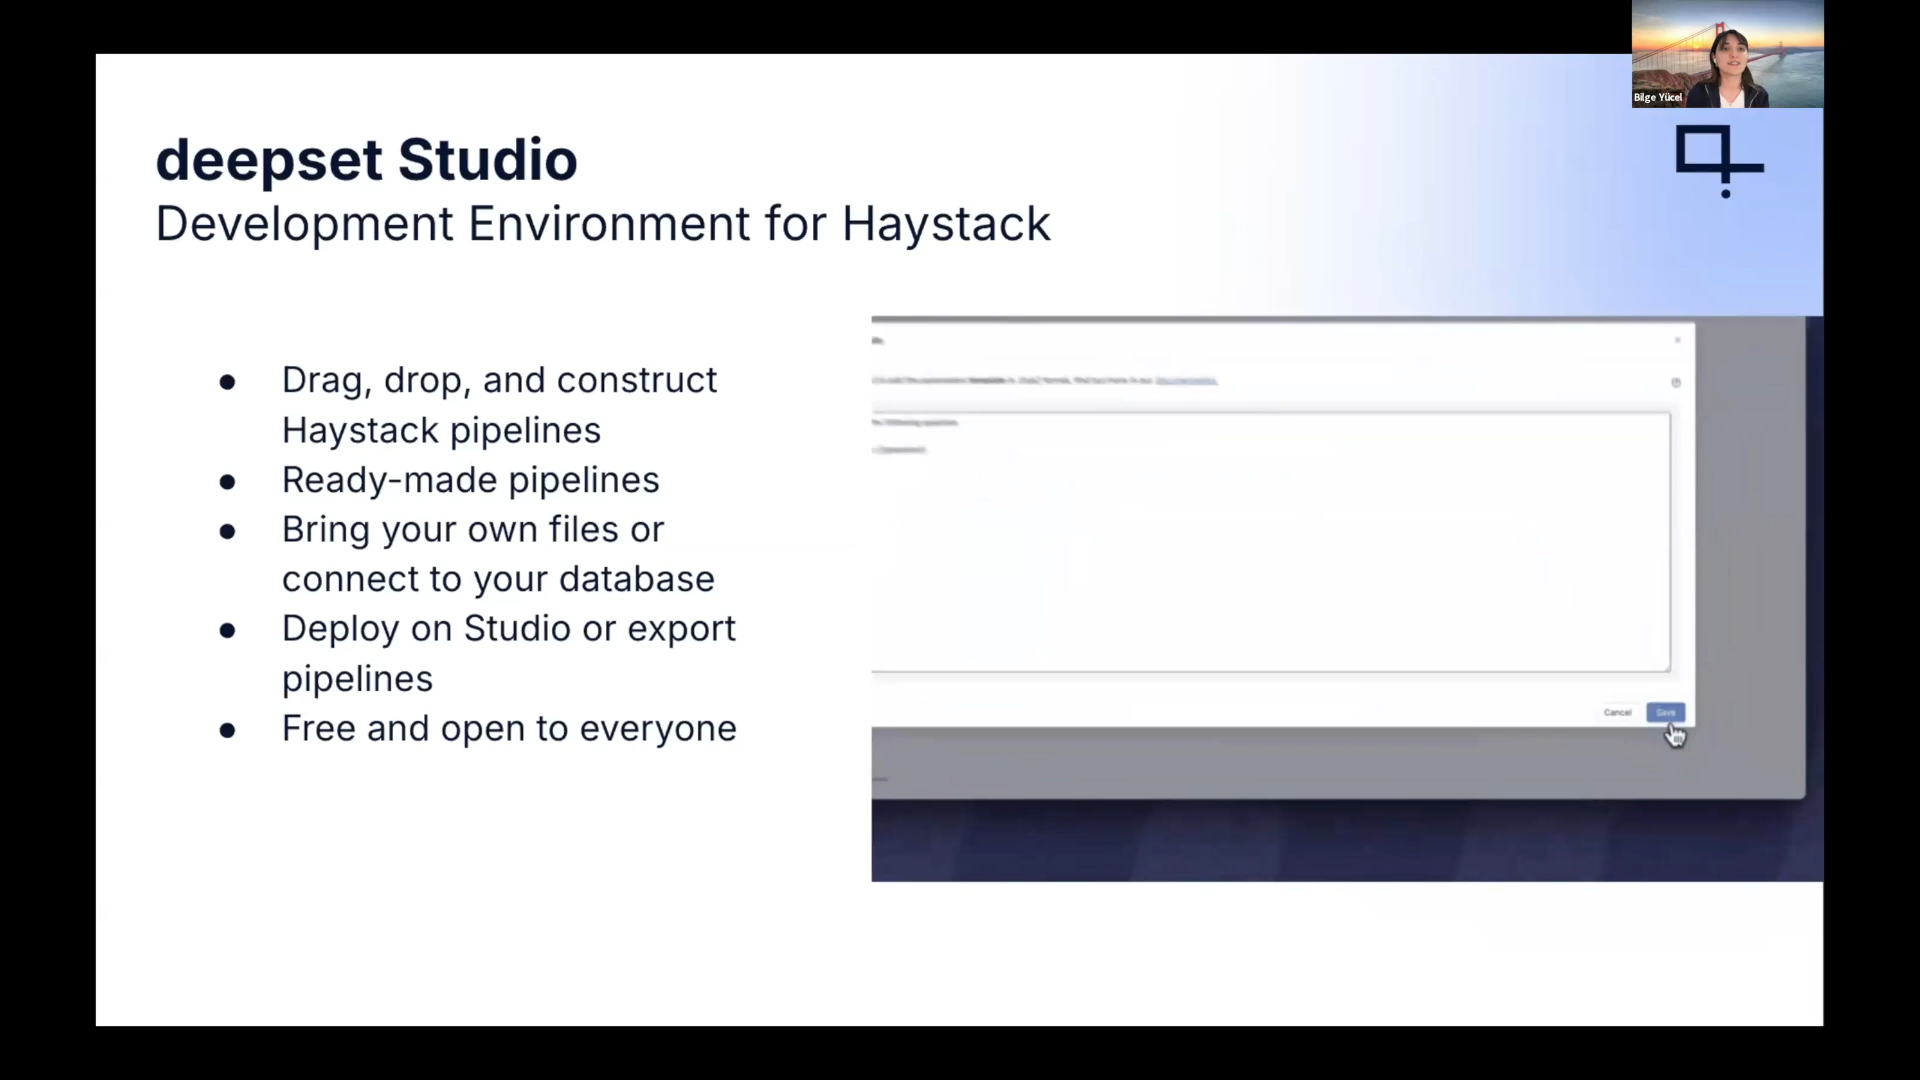 Bilge Yücel
deepset Studio
Development Environment for Haystack
● Drag, drop, and construct
Haystack pipelines
● Ready-made pipelines
● Bring your own files or
connect to your database
● Deploy on Studio or export
pipelines
● Free and open to everyone
Cancel
Save